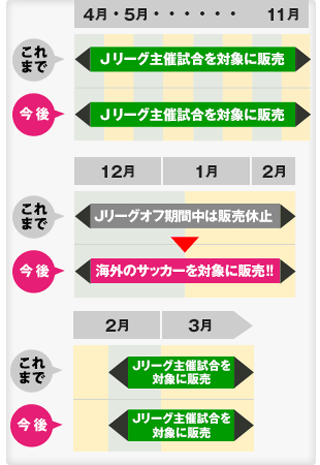 4月・5月・・・・・・・ 11月
これまで
Jリーグ主催試合を対象に販売
今後
Jリーグ主催試合を対象に販売
12月 1月 2月
これまで
Jリーグオフ期間中は販売休止
今後
海外のサッカーを対象に販売!!
2月 3月
これまで
Jリーグ主催試合を
対象に販売
今後
Jリーグ主催試合を
対象に販売